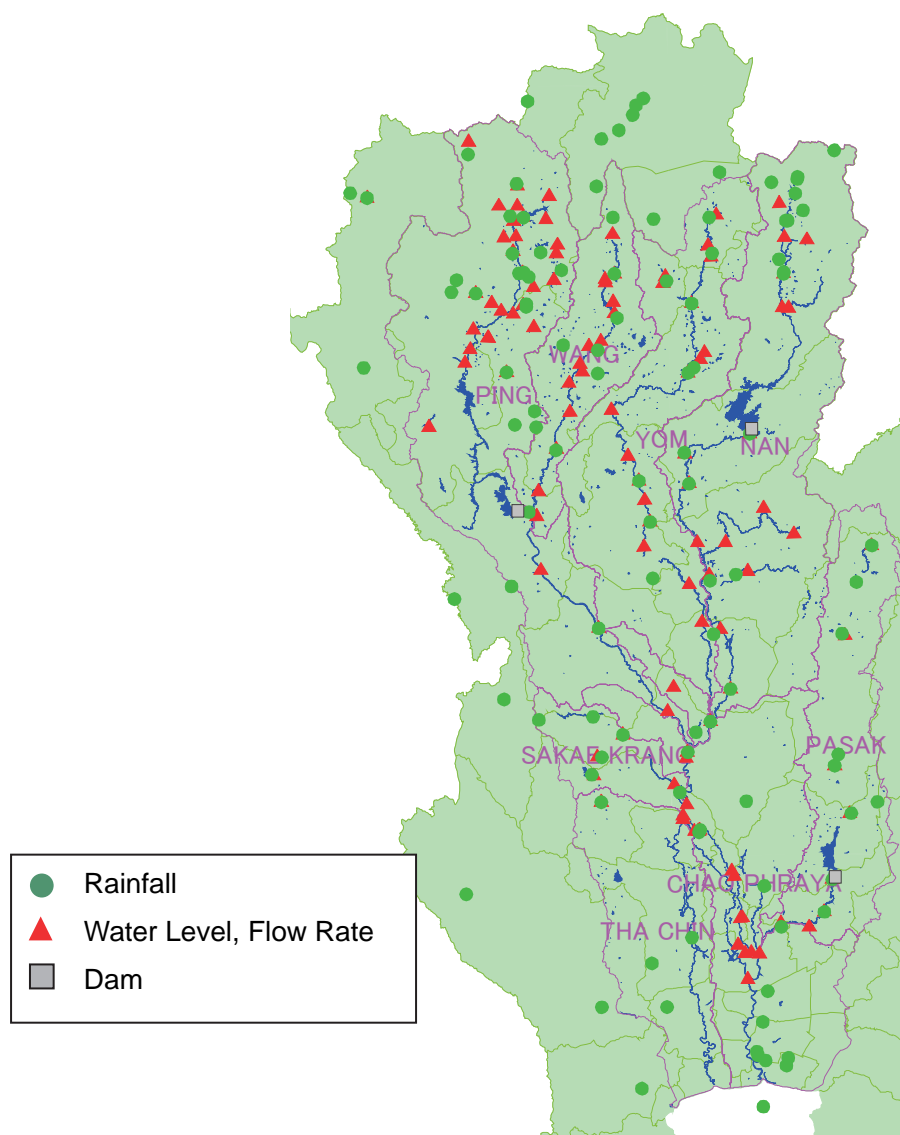 WANG
PING
YOM
NAN
SAKAE KRANG
PASAK
CHAO PHRAYA
THA CHIN
Rainfall
Water Level, Flow Rate
Dam